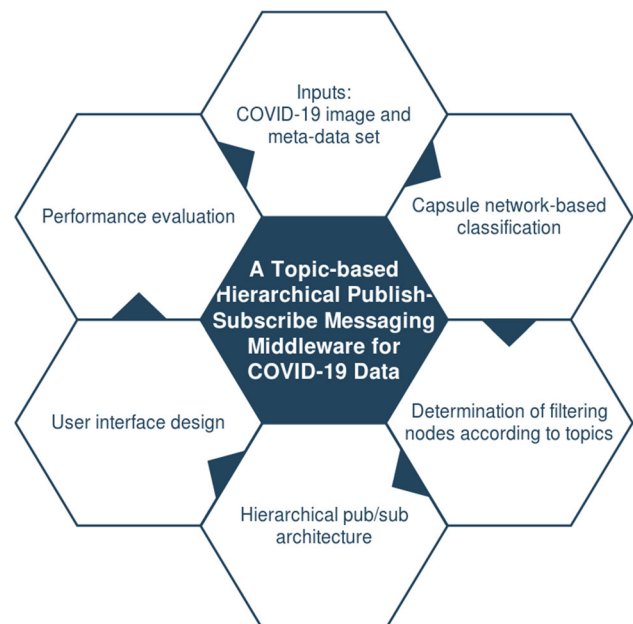 Inputs:
COVID-19 image and
meta-data set
Capsule network-based
classification
Determination of filtering
nodes according to topics
Hierarchical pub/sub
architecture
User interface design
Performance evaluation
A Topic-based
Hierarchical Publish-
Subscribe Messaging
Middleware for
COVID-19 Data